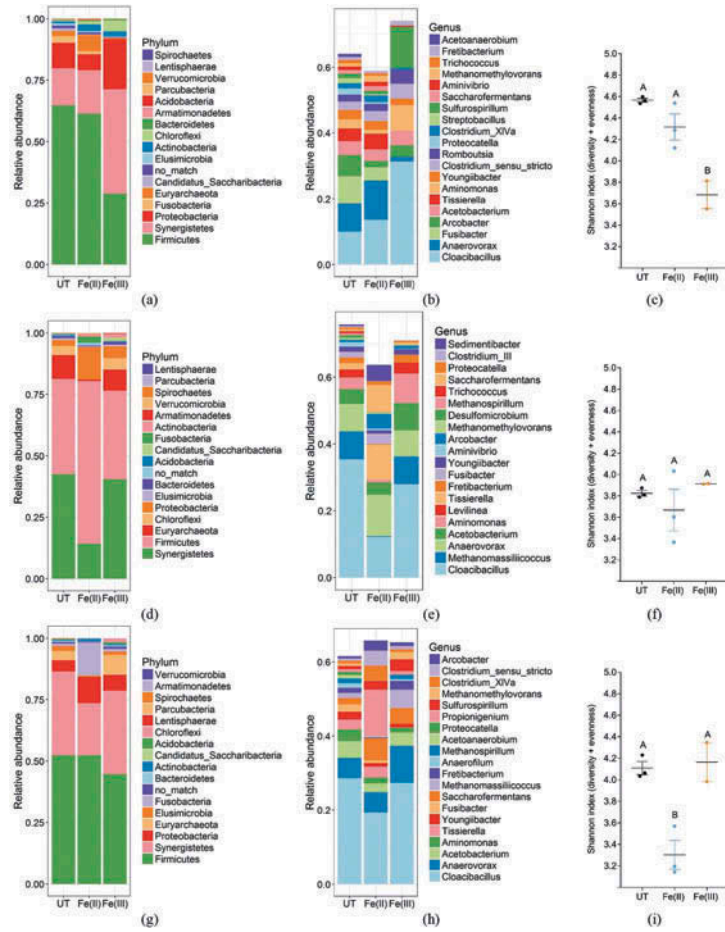 1.00
0.75
0.50
0.25
0.00
Relative abundance
UT Fe(II) Fe(III)
Phylum
Spirochaetes
Lentisphaerae
Verrucomicrobia
Parcubacteria
Acidobacteria
Armatimonadetes
Bacteroidetes
Chloroflexi
Actinobacteria
Elusimicrobia
no_match
Candidatus_Saccharibacteria
Euryarchaeota
Fusobacteria
Proteobacteria
Synergistetes
Firmicutes
(a)
0.6
0.4
0.2
0.0
Relative abundance
UT Fe(II) Fe(III)
Genus
Acetoanaerobium
Fretibacterium
Trichococcus
Methanomethylovorans
Aminivibrio
Saccharofermentans
Sulfurospirillum
Streptobacillus
Clostridium_XIVa
Proteocatella
Romboutsia
Clostridium_sensu_stricto
Youngiibacter
Aminomonas
Tissierella
Acetobacterium
Arcobacter
Fusibacter
Anaerovorax
Cloacibacillus
(b)
5.0
4.8
4.6
4.4
4.2
4.0
3.8
3.6
3.4
3.2
Shannon index (diversity + evenness)
A
A
B
UT Fe(II) Fe(III)
(c)
1.00
0.75
0.50
0.25
0.00
Relative abundance
UT Fe(II) Fe(III)
Phylum
Lentisphaerae
Parcubacteria
Spirochaetes
Verrucomicrobia
Armatimonadetes
Actinobacteria
Fusobacteria
Candidatus_Saccharibacteria
Acidobacteria
no_match
Bacteroidetes
Elusimicrobia
Proteobacteria
Chloroflexi
Euryarchaeota
Firmicutes
Synergistetes
(d)
0.6
0.4
0.2
0.0
Relative abundance
UT Fe(II) Fe(III)
Genus
Sedimentibacter
Clostridium_III
Proteocatella
Saccharofermentans
Trichococcus
Methanospirillum
Desulfomicrobium
Methanomethylovorans
Arcobacter
Aminivibrio
Youngiibacter
Fusibacter
Fretibacterium
Tissierella
Levilinea
Aminomonas
Acetobacterium
Anaerovorax
Methanomassiliicoccus
Cloacibacillus
(e)
5.0
4.8
4.6
4.4
4.2
4.0
3.8
3.6
3.4
3.2
Shannon index (diversity + evenness)
A
A
A
UT Fe(II) Fe(III)
(f)
1.00
0.75
0.50
0.25
0.00
Relative abundance
UT Fe(II) Fe(III)
Phylum
Verrucomicrobia
Armatimonadetes
Spirochaetes
Parcubacteria
Lentisphaerae
Chloroflexi
Acidobacteria
Candidatus_Saccharibacteria
Actinobacteria
Bacteroidetes
no_match
Fusobacteria
Elusimicrobia
Euryarchaeota
Proteobacteria
Synergistetes
Firmicutes
(g)
0.6
0.4
0.2
0.0
Relative abundance
UT Fe(II) Fe(III)
Genus
Arcobacter
Clostridium_sensu_stricto
Clostridium_XIVa
Methanomethylovorans
Sulfurospirillum
Propionigenium
Proteocatella
Acetoanaerobium
Methanospirillum
Anaerofilum
Fretibacterium
Methanomassiliicoccus
Saccharofermentans
Fusibacter
Youngiibacter
Tissierella
Aminomonas
Acetobacterium
Anaerovorax
Cloacibacillus
(h)
5.0
4.8
4.6
4.4
4.2
4.0
3.8
3.6
3.4
3.2
Shannon index (diversity + evenness)
A
B
A
UT Fe(II) Fe(III)
(i)